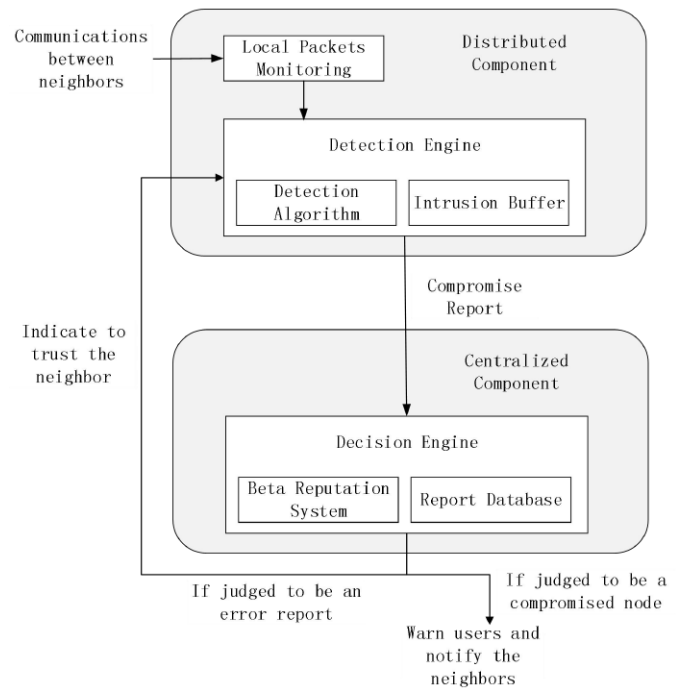 Communications
between
neighbors
Local Packets
Monitoring
Distributed
Component
Detection Engine
Detection
Algorithm
Intrusion Buffer
Compromise
Report
Indicate to
trust the
neighbor
Centralized
Component
Decision Engine
Beta Reputation
System
Report Database
If judged to be an
error report
If judged to be a
compromised node
Warn users and
notify the
neighbors